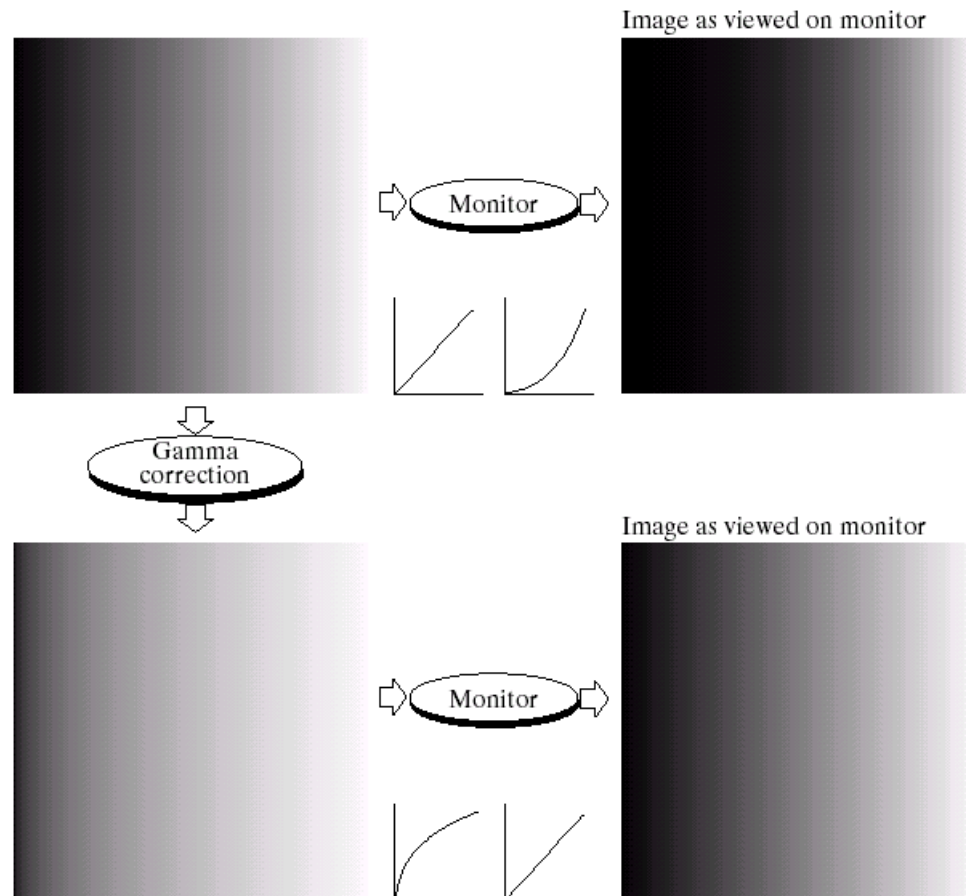 Image as viewed on monitor
Monitor
Gamma
correction
Image as viewed on monitor
Monitor